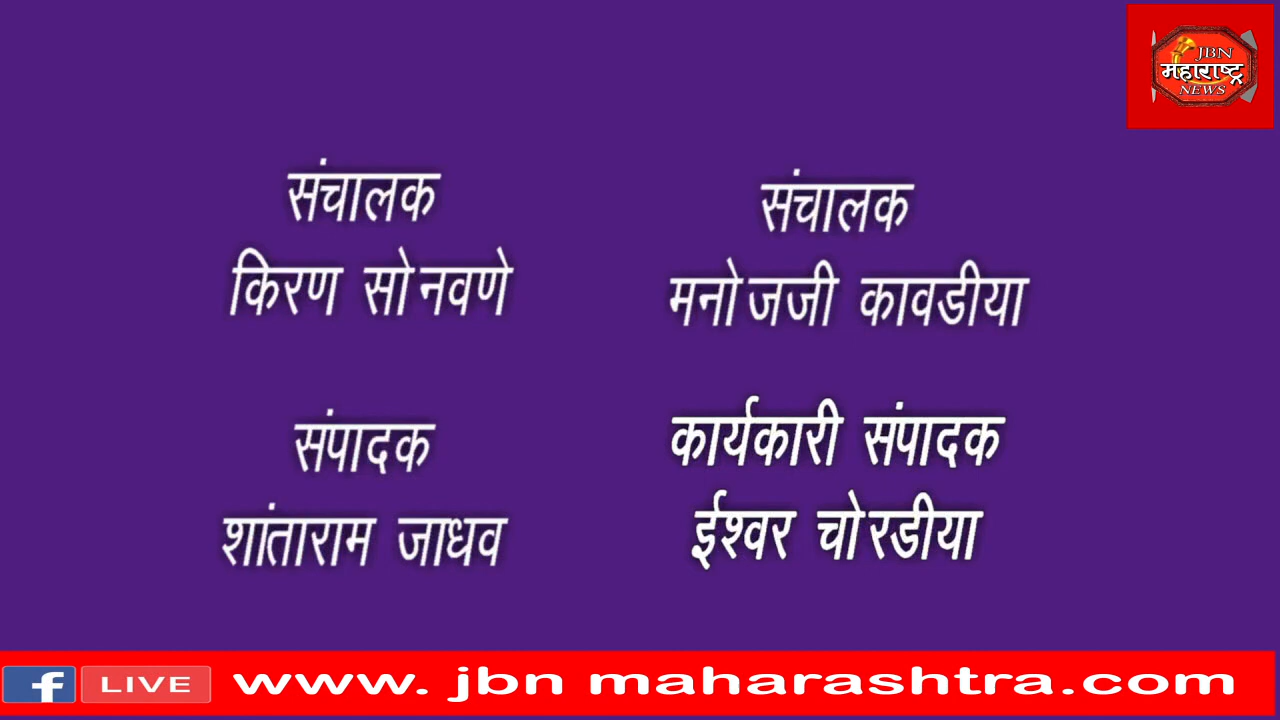 JBN
महाराष्ट्र
NEWS
संचालक
किरण सोनवणे
संचालक
मनोजजी कावडीया
संपादक
शांताराम जाधव
कार्यकारी संपादक
ईश्वर चोरडीया
f LIVE www. jbn maharashtra.com